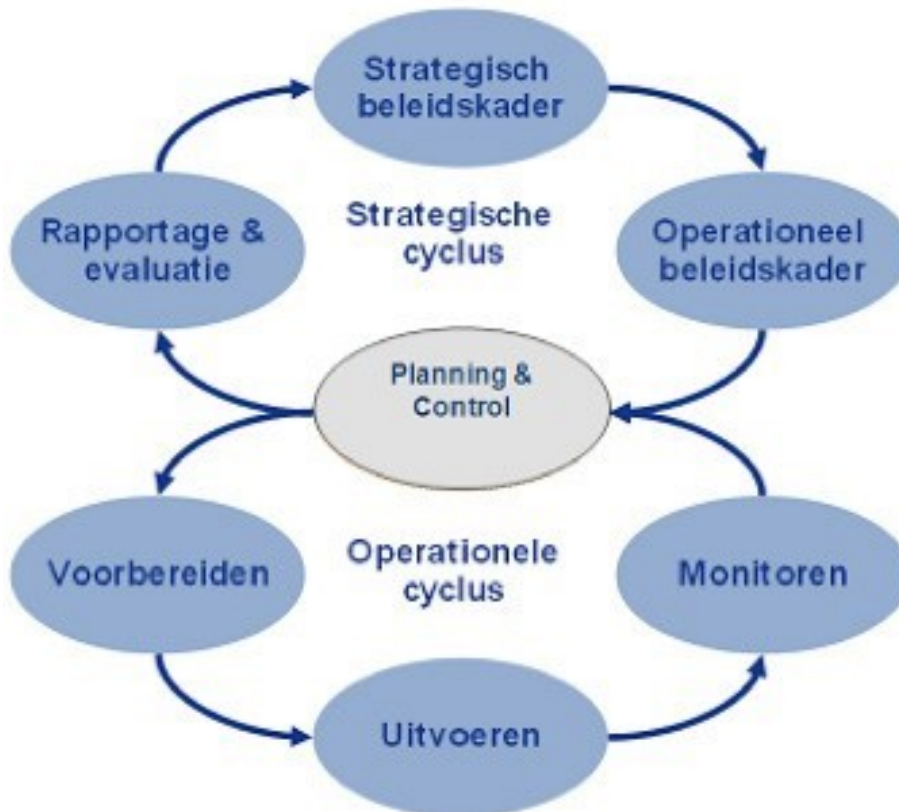 Strategisch
beleidskader
Rapportage &
evaluatie
Strategische
cyclus
Operationeel
beleidskader
Planning &
Control
Voorbereiden
Operationele
cyclus
Monitoren
Uitvoeren